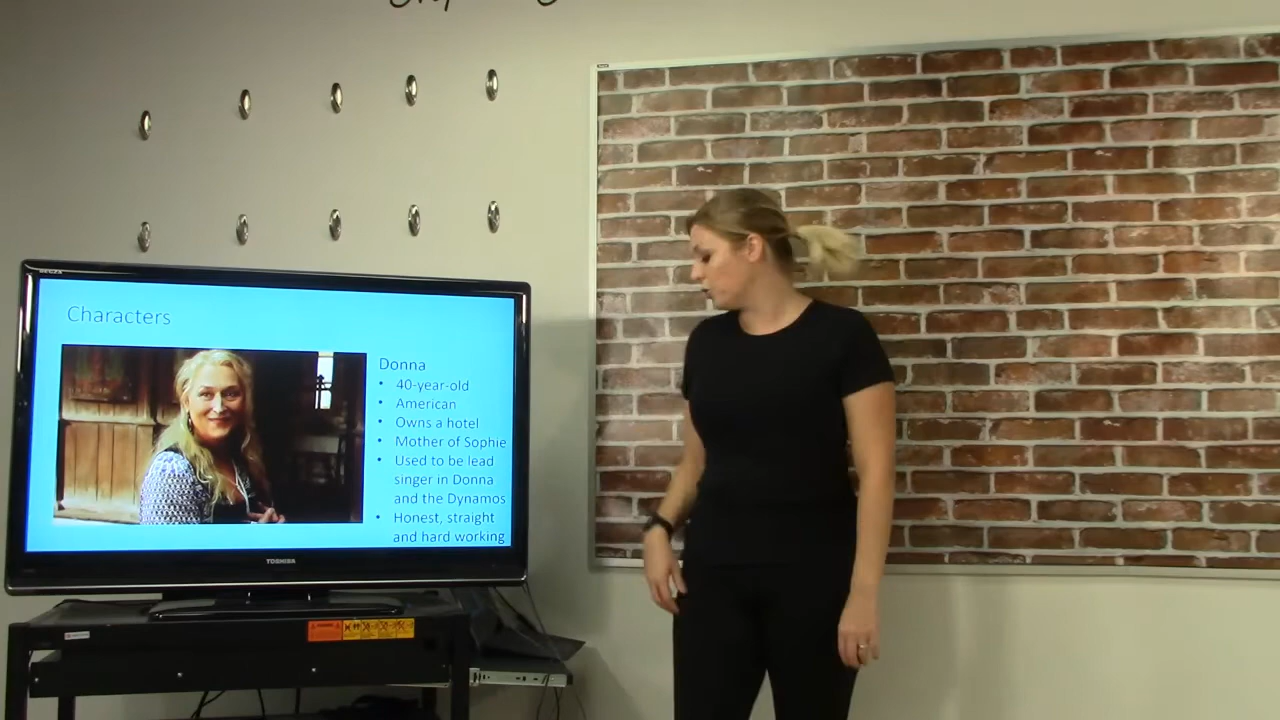 REGZA
Characters
Donna
• 40-year-old
• American
• Owns a hotel
• Mother of Sophie
• Used to be lead
singer in Donna
and the Dynamos
• Honest, straight
and hard working
TOSHIBA